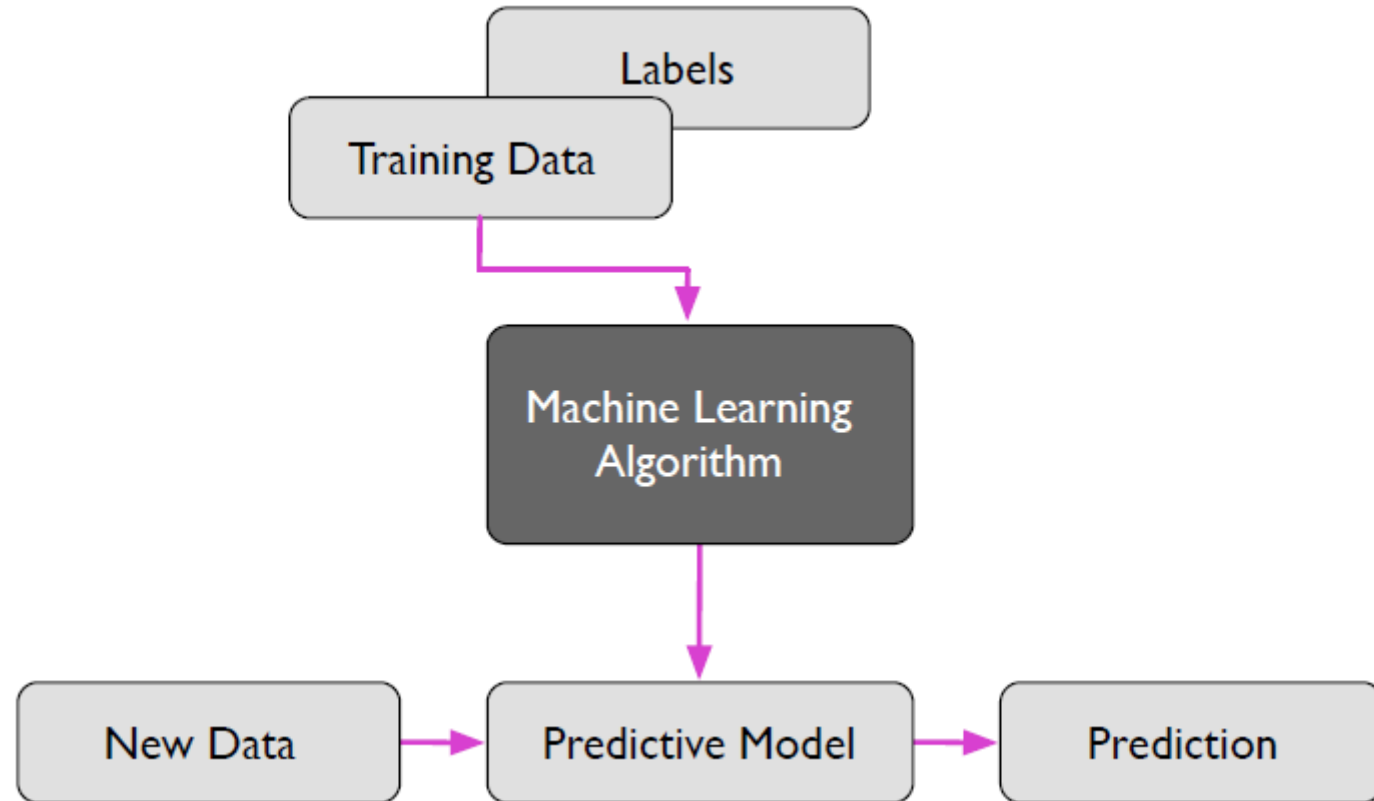 Labels
Training Data
Machine Learning
Algorithm
New Data
Predictive Model
Prediction